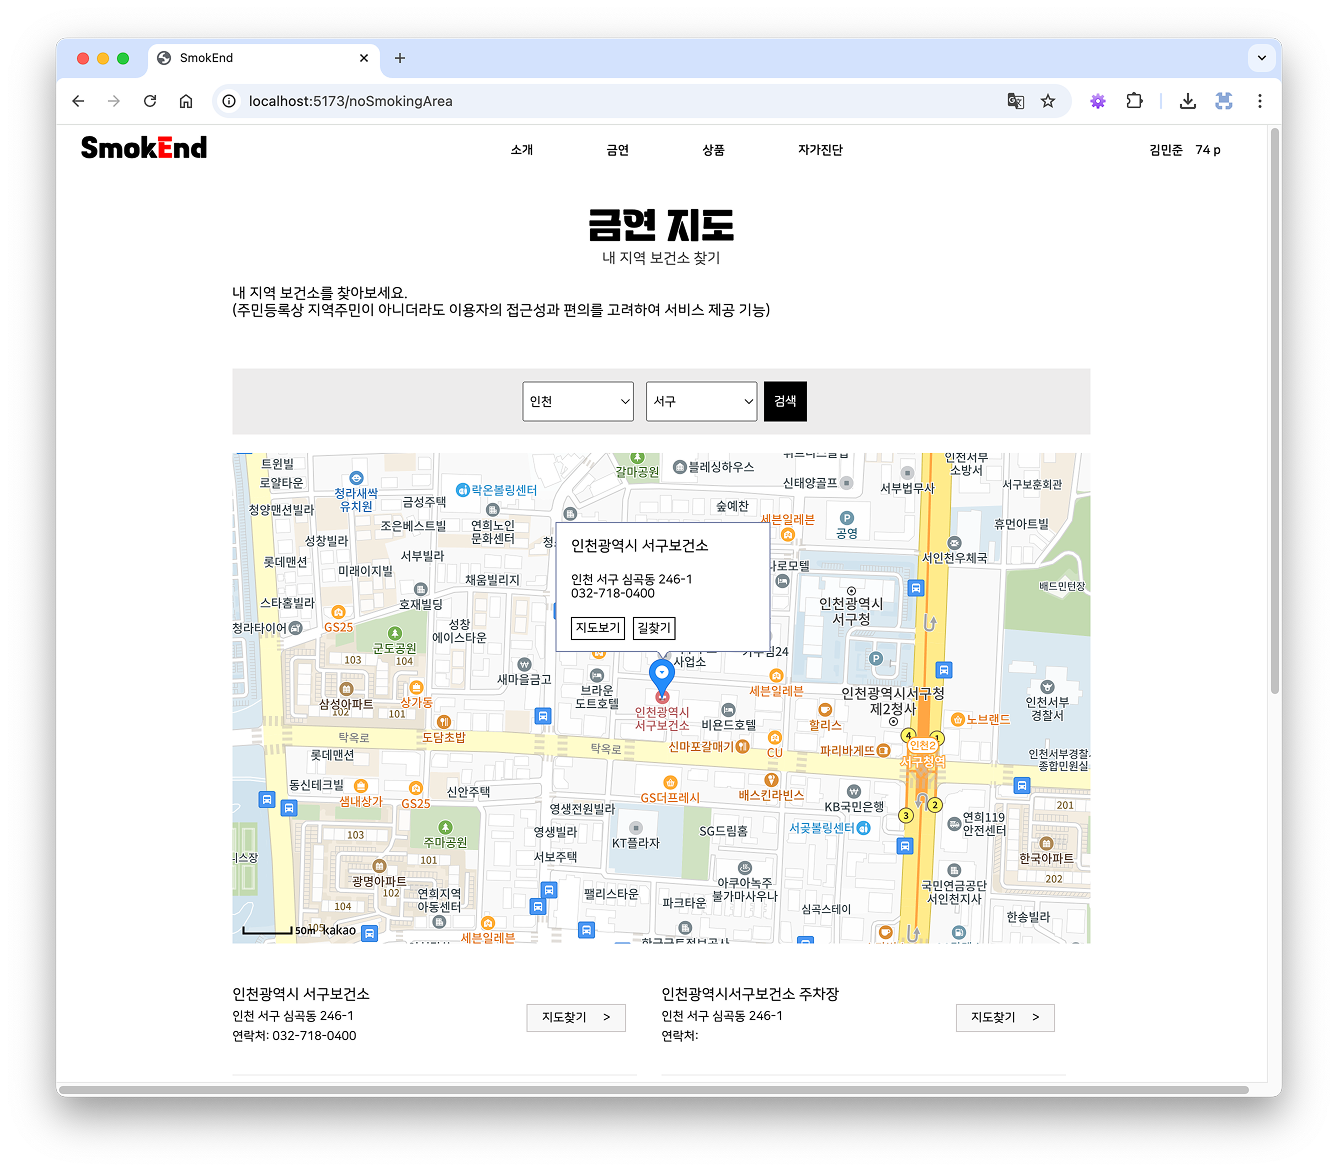 SmokEnd
localhost:5173/noSmokingArea
SmokEnd
소개
금연
상품
자가진단
김민준
74 p
금연 지도
내 지역 보건소 찾기
내 지역 보건소를 찾아보세요.
(주민등록상 지역주민이 아니더라도 이용자의 접근성과 편의를 고려하여 서비스 제공 기능)
인천
서구
검색
트윈빌
로얄타운
청라새싹
유치원
청양맨션빌라
금성주택
락온볼링센터
갈마공원
블레싱하우스
신태양골프
서부법무사
인천서부
소방서
서구보훈회관
성창빌라
조은베스트빌
연희노인
문화센터
숲예찬
세븐일레븐
공영
휴먼아트빌
롯데맨션
서부빌라
미래이지빌
채움빌리지
서인천우체국
배드민턴장
스타홈빌라
호재빌딩
청라타이어
GS25
성창
에이스타운
군도공원
103
104
인천광역시
서구청
인천광역시 서구보건소
인천 서구 심곡동 246-1
032-718-0400
지도보기
길찾기
사업소
새마을금고
브라운
도트호텔
세븐일레븐
인천광역시서구청
제2청사
인천서부
경찰서
삼성아파트
102
101
상가동
인천광역시
서구보건소
비욘드호텔
할리스
노브랜드
도담초밥
탁옥로
탁옥로
신마포갈매기
CU
파리바게뜨
4
1
인천2
서구청역
인천서부경찰서
종합민원실
롯데맨션
동신테크빌
샘내상가
GS25
신안주택
GS더프레시
배스킨라빈스
KB국민은행
2
3
201
영생전원빌라
영생빌라
서보주택
KT플라자
SG드림홈
서곶볼링센터
연희119
안전센터
103
주마공원
101
한국아파트
202
광명아파트
102
104
연희지역
아동센터
팰리스타운
파크타운
아쿠아녹주
불가마사우나
심곡스테이
국민연금공단
서인천지사
한송빌라
105
50m
kakao
세븐일레븐
인천광역시 서구보건소
인천 서구 심곡동 246-1
연락처: 032-718-0400
지도찾기 >
인천광역시서구보건소 주차장
인천 서구 심곡동 246-1
연락처:
지도찾기 >